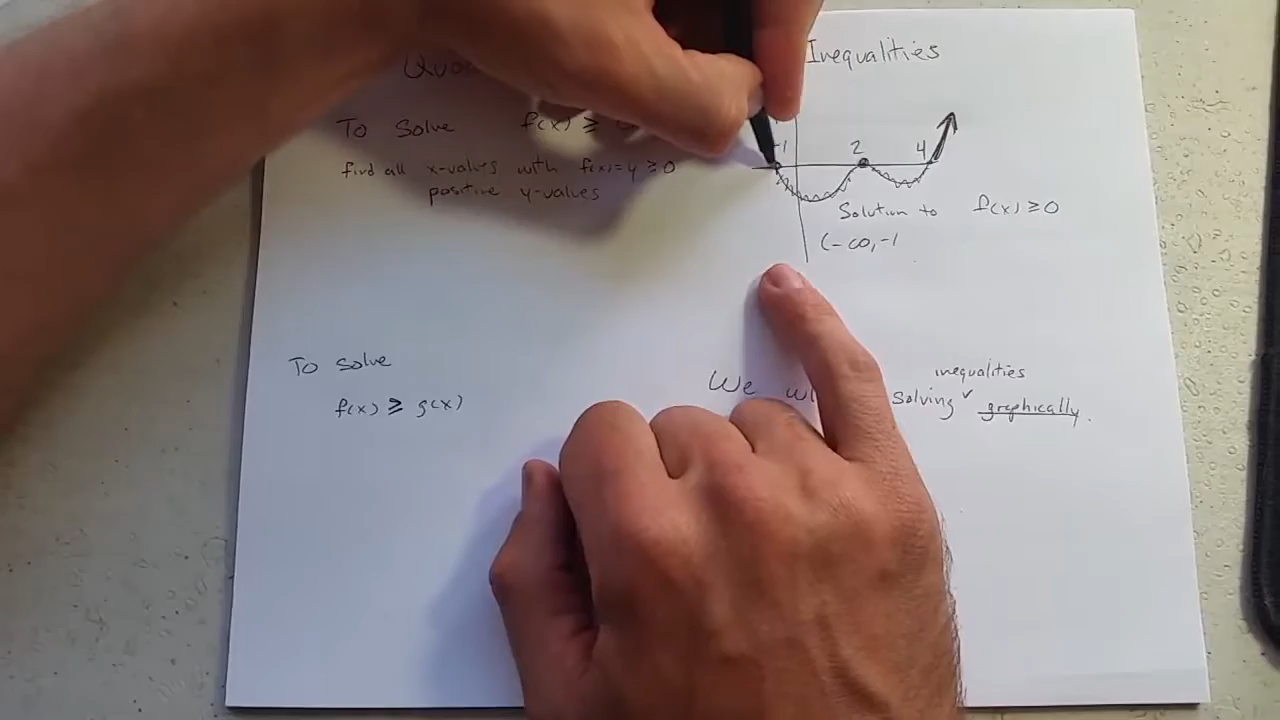 Inequalities
To Solve f(x) ≥
find all x-values with f(x)=y ≥ 0
positive y-values
-1 2 4
Solution to f(x) ≥ 0
(-∞,-1
To solve
f(x) ≥ g(x)
inequalities
We solving ˅ graphically.